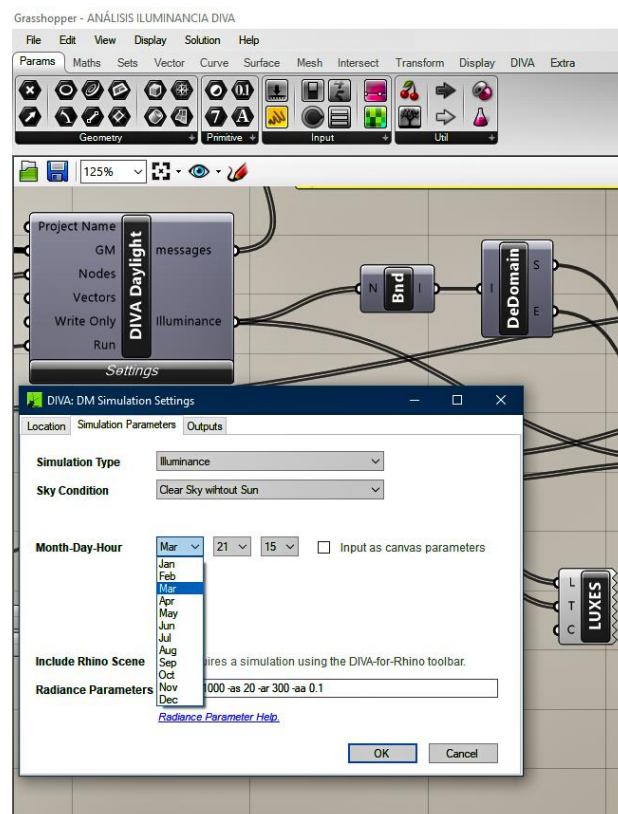 Grasshopper - ANÁLISIS ILUMINANCIA DIVA
File Edit View Display Solution Help
Params Maths Sets Vector Curve Surface Mesh Intersect Transform Display DIVA Extra
Geometry Primitive Input Util
125%
Project Name
GM
Nodes
Vectors
Write Only
Run
DIVA Daylight
messages
Illuminance
Settings
N Bnd I
I DeDomain S E
DIVA: DM Simulation Settings
Location Simulation Parameters Outputs
Simulation Type Illuminance
Sky Condition Clear Sky wihtout Sun
Month-Day-Hour Mar 21 15 Input as canvas parameters
Jan
Feb
Mar
Apr
May
Jun
Jul
Aug
Sep
Oct
Nov
Dec
Include Rhino Scene uires a simulation using the DIVA-for-Rhino toolbar.
Radiance Parameters 1000 -as 20 -ar 300 -aa 0.1
Radiance Parameter Help.
OK Cancel
L
T
C
LUXES